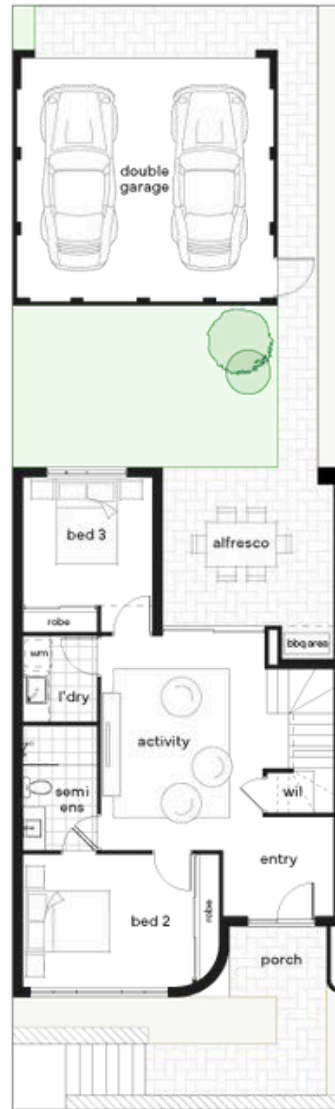 double
garage
bed 3
alfresco
robe
bbq area
wm
l'dry
activity
semi
ens
wil
entry
bed 2
robe
porch